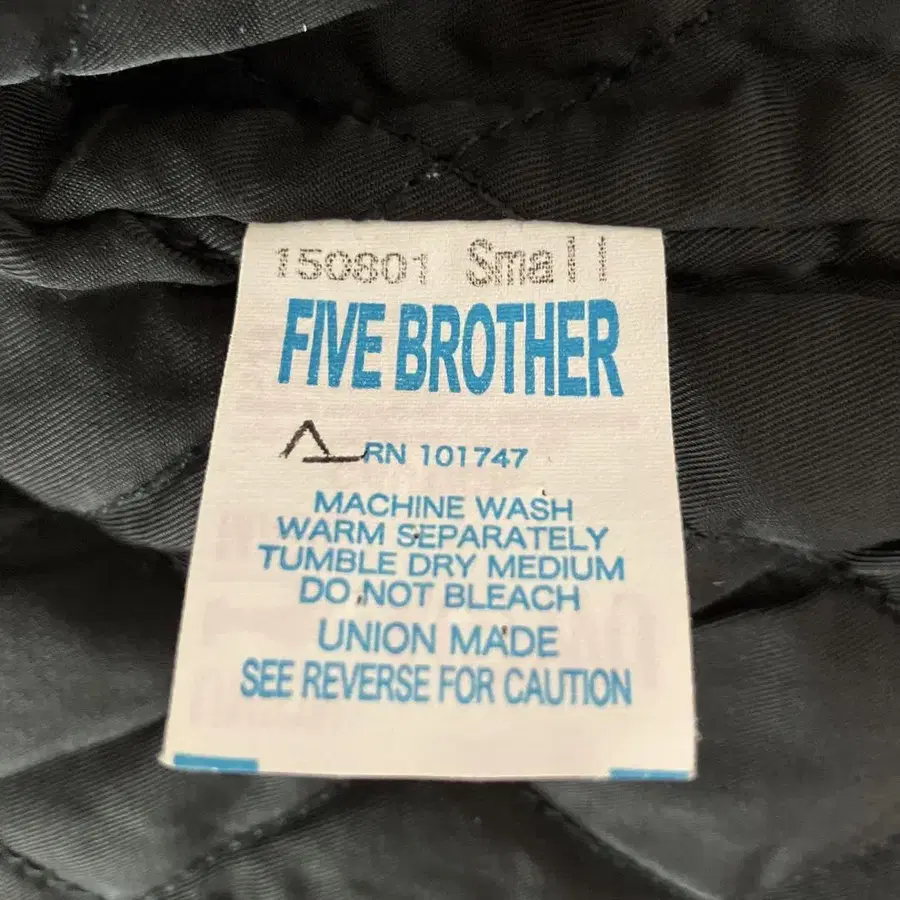 150801 Small
FIVE BROTHER
RN 101747
MACHINE WASH
WARM SEPARATELY
TUMBLE DRY MEDIUM
DO NOT BLEACH
UNION MADE
SEE REVERSE FOR CAUTION